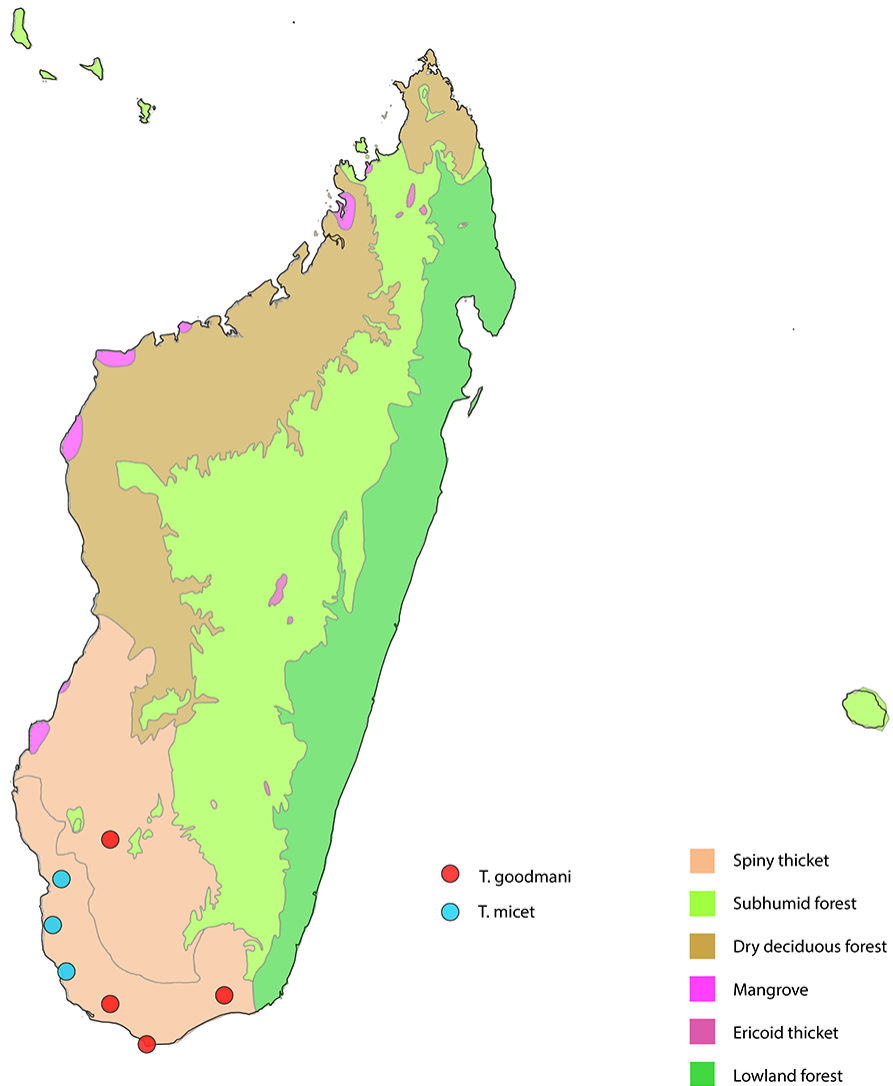 T. goodmani
T. micet
Spiny thicket
Subhumid forest
Dry deciduous forest
Mangrove
Ericoid thicket
Lowland forest